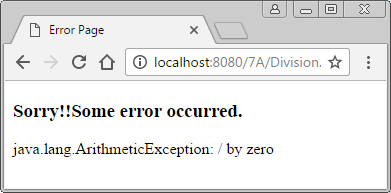 Error Page
localhost:8080/7A/Division.
Sorry!!Some error occurred.
java.lang.ArithmeticException: / by zero